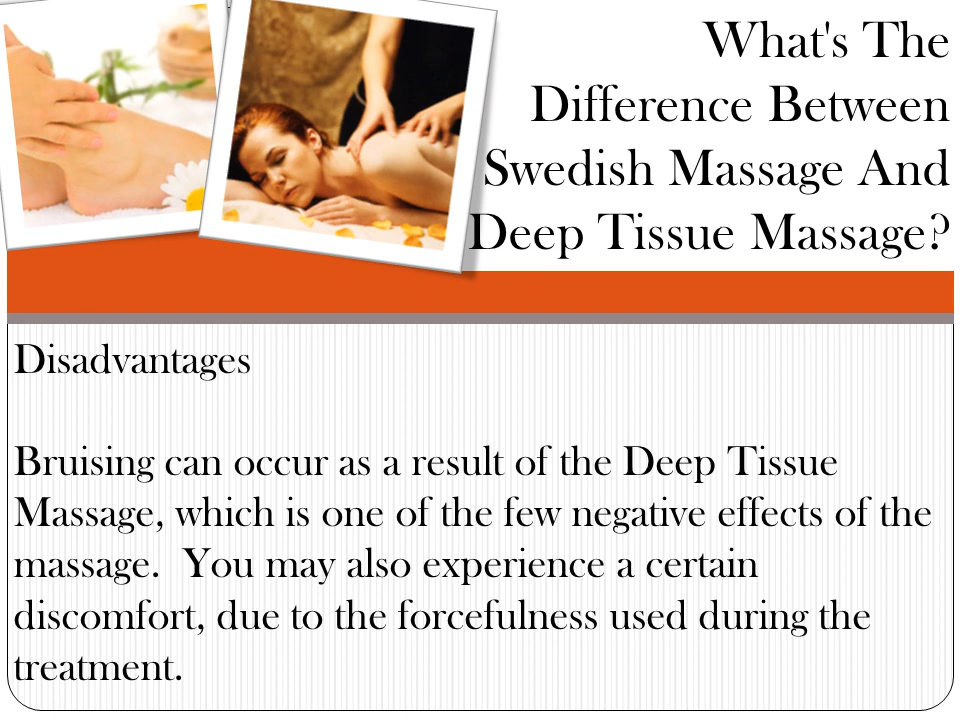 What's The
Difference Between
Swedish Massage And
Deep Tissue Massage?
Disadvantages
Bruising can occur as a result of the Deep Tissue
Massage, which is one of the few negative effects of the
massage.  You may also experience a certain
discomfort, due to the forcefulness used during the
treatment.